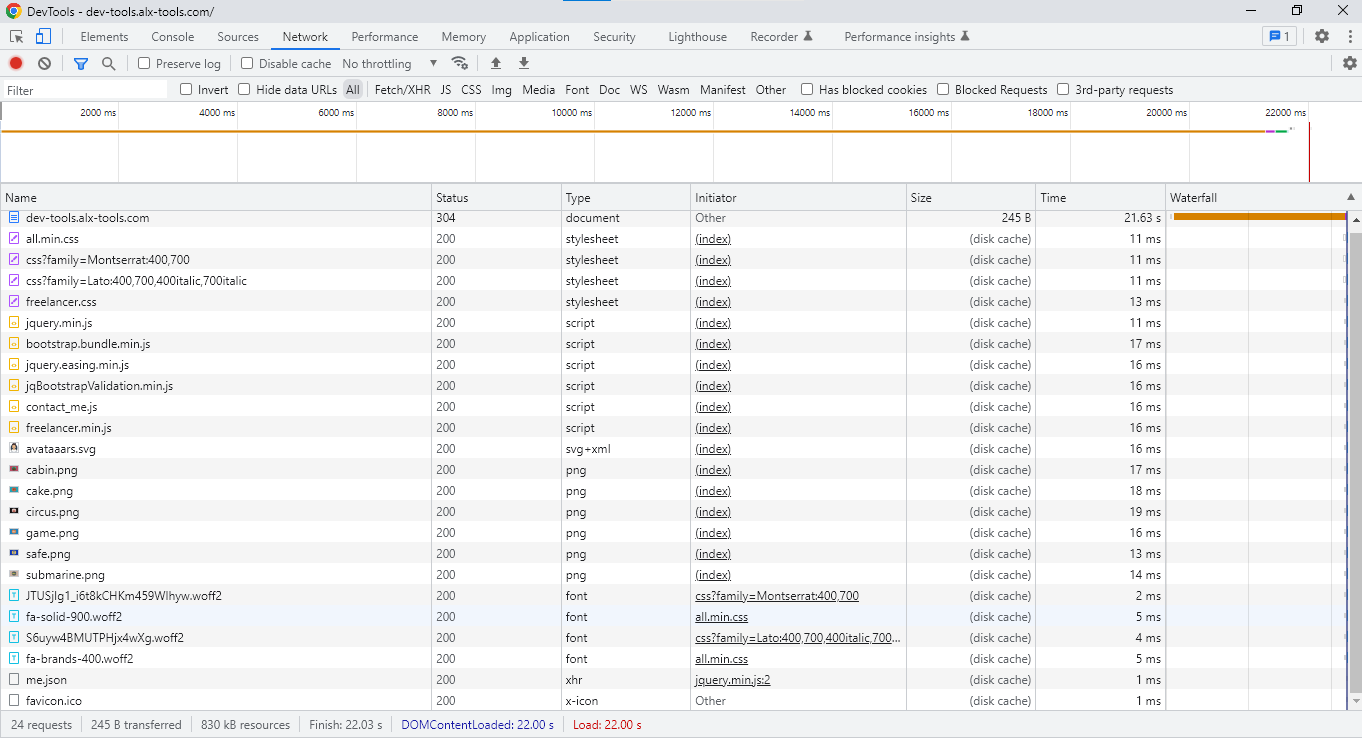 DevTools - dev-tools.alx-tools.com/
Elements Console Sources Network Performance Memory Application Security Lighthouse Recorder Performance insights 1
Preserve log Disable cache No throttling
Filter Invert Hide data URLs All Fetch/XHR JS CSS Img Media Font Doc WS Wasm Manifest Other Has blocked cookies Blocked Requests 3rd-party requests
2000 ms 4000 ms 6000 ms 8000 ms 10000 ms 12000 ms 14000 ms 16000 ms 18000 ms 20000 ms 22000 ms
Name Status Type Initiator Size Time Waterfall
dev-tools.alx-tools.com 304 document Other 245 B 21.63 s
all.min.css 200 stylesheet (index) (disk cache) 11 ms
css?family=Montserrat:400,700 200 stylesheet (index) (disk cache) 11 ms
css?family=Lato:400,700,400italic,700italic 200 stylesheet (index) (disk cache) 11 ms
freelancer.css 200 stylesheet (index) (disk cache) 13 ms
jquery.min.js 200 script (index) (disk cache) 11 ms
bootstrap.bundle.min.js 200 script (index) (disk cache) 17 ms
jquery.easing.min.js 200 script (index) (disk cache) 16 ms
jqBootstrapValidation.min.js 200 script (index) (disk cache) 16 ms
contact_me.js 200 script (index) (disk cache) 16 ms
freelancer.min.js 200 script (index) (disk cache) 16 ms
avataaars.svg 200 svg+xml (index) (disk cache) 16 ms
cabin.png 200 png (index) (disk cache) 17 ms
cake.png 200 png (index) (disk cache) 18 ms
circus.png 200 png (index) (disk cache) 19 ms
game.png 200 png (index) (disk cache) 16 ms
safe.png 200 png (index) (disk cache) 13 ms
submarine.png 200 png (index) (disk cache) 14 ms
JTUSjIg1_i6t8kCHKm459Wlhyw.woff2 200 font css?family=Montserrat:400,700 (disk cache) 2 ms
fa-solid-900.woff2 200 font all.min.css (disk cache) 5 ms
S6uyw4BMUTPHjx4wXg.woff2 200 font css?family=Lato:400,700,400italic,700... (disk cache) 4 ms
fa-brands-400.woff2 200 font all.min.css (disk cache) 5 ms
me.json 200 xhr jquery.min.js:2 (disk cache) 1 ms
favicon.ico 200 x-icon Other (disk cache) 1 ms
24 requests 245 B transferred 830 kB resources Finish: 22.03 s DOMContentLoaded: 22.00 s Load: 22.00 s